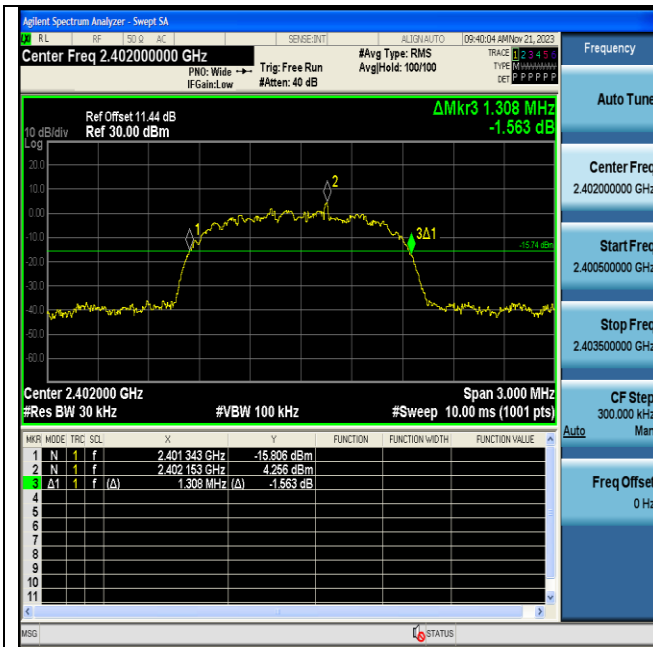 Agilent Spectrum Analyzer - Swept SA
RL RF 50 Ω AC SENSE:INT ALIGNAUTO 09:40:04 AM Nov 21, 2023
Center Freq 2.402000000 GHz
PNO: Wide
IFGain:Low
Trig: Free Run
#Atten: 40 dB
#Avg Type: RMS
Avg|Hold: 100/100
TRACE 1 2 3 4 5 6
TYPE M WWWWW
DET P P P P P P
Frequency
Auto Tune
Center Freq
2.402000000 GHz
Start Freq
2.400500000 GHz
Stop Freq
2.403500000 GHz
CF Step
300.000 kHz
Auto Man
Freq Offset
0 Hz
ΔMkr3 1.308 MHz
-1.563 dB
Ref Offset 11.44 dB
10 dB/div Ref 30.00 dBm
Log
20.0
10.0
0.00
-10.0
-20.0
-30.0
-40.0
-50.0
-60.0
1
2
3Δ1
-15.74 dBm
Center 2.402000 GHz Span 3.000 MHz
#Res BW 30 kHz #VBW 100 kHz #Sweep 10.00 ms (1001 pts)
MKR MODE TRC SCL X Y FUNCTION FUNCTION WIDTH FUNCTION VALUE
1 N 1 f 2.401 343 GHz -15.806 dBm
2 N 1 f 2.402 153 GHz 4.256 dBm
3 Δ1 1 f (Δ) 1.308 MHz (Δ) -1.563 dB
4
5
6
7
8
9
10
11
MSG STATUS